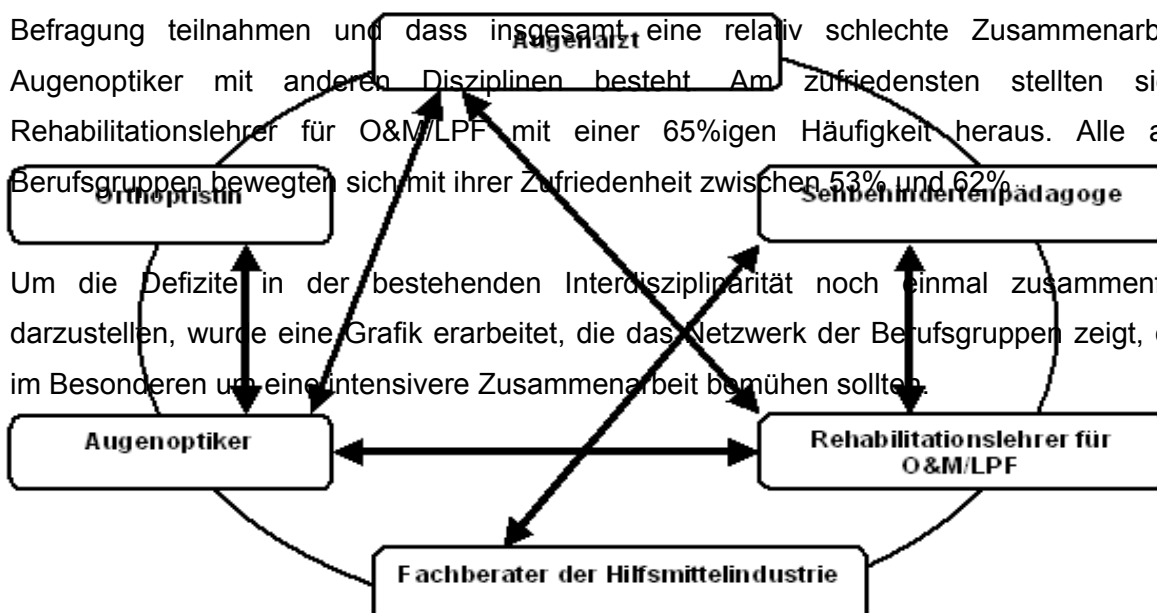 Befragung teilnahmen und dass insgesamt eine relativ schlechte Zusammenarb
Augenarzt
Augenoptiker mit anderen Disziplinen besteht. Am zufriedensten stellten si
Rehabilitationslehrer für O&M/LPF mit einer 65%igen Häufigkeit heraus. Alle a
Berufsgruppen bewegten sich mit ihrer Zufriedenheit zwischen 53% und 62%.
Orthoptistin
Sehbehindertenpädagoge
Um die Defizite in der bestehenden Interdisziplinarität noch einmal zusammenf
darzustellen, wurde eine Grafik erarbeitet, die das Netzwerk der Berufsgruppen zeigt, d
im Besonderen um eine intensivere Zusammenarbeit bemühen sollten.
Augenoptiker
Rehabilitationslehrer für
O&M/LPF
Fachberater der Hilfsmittelindustrie